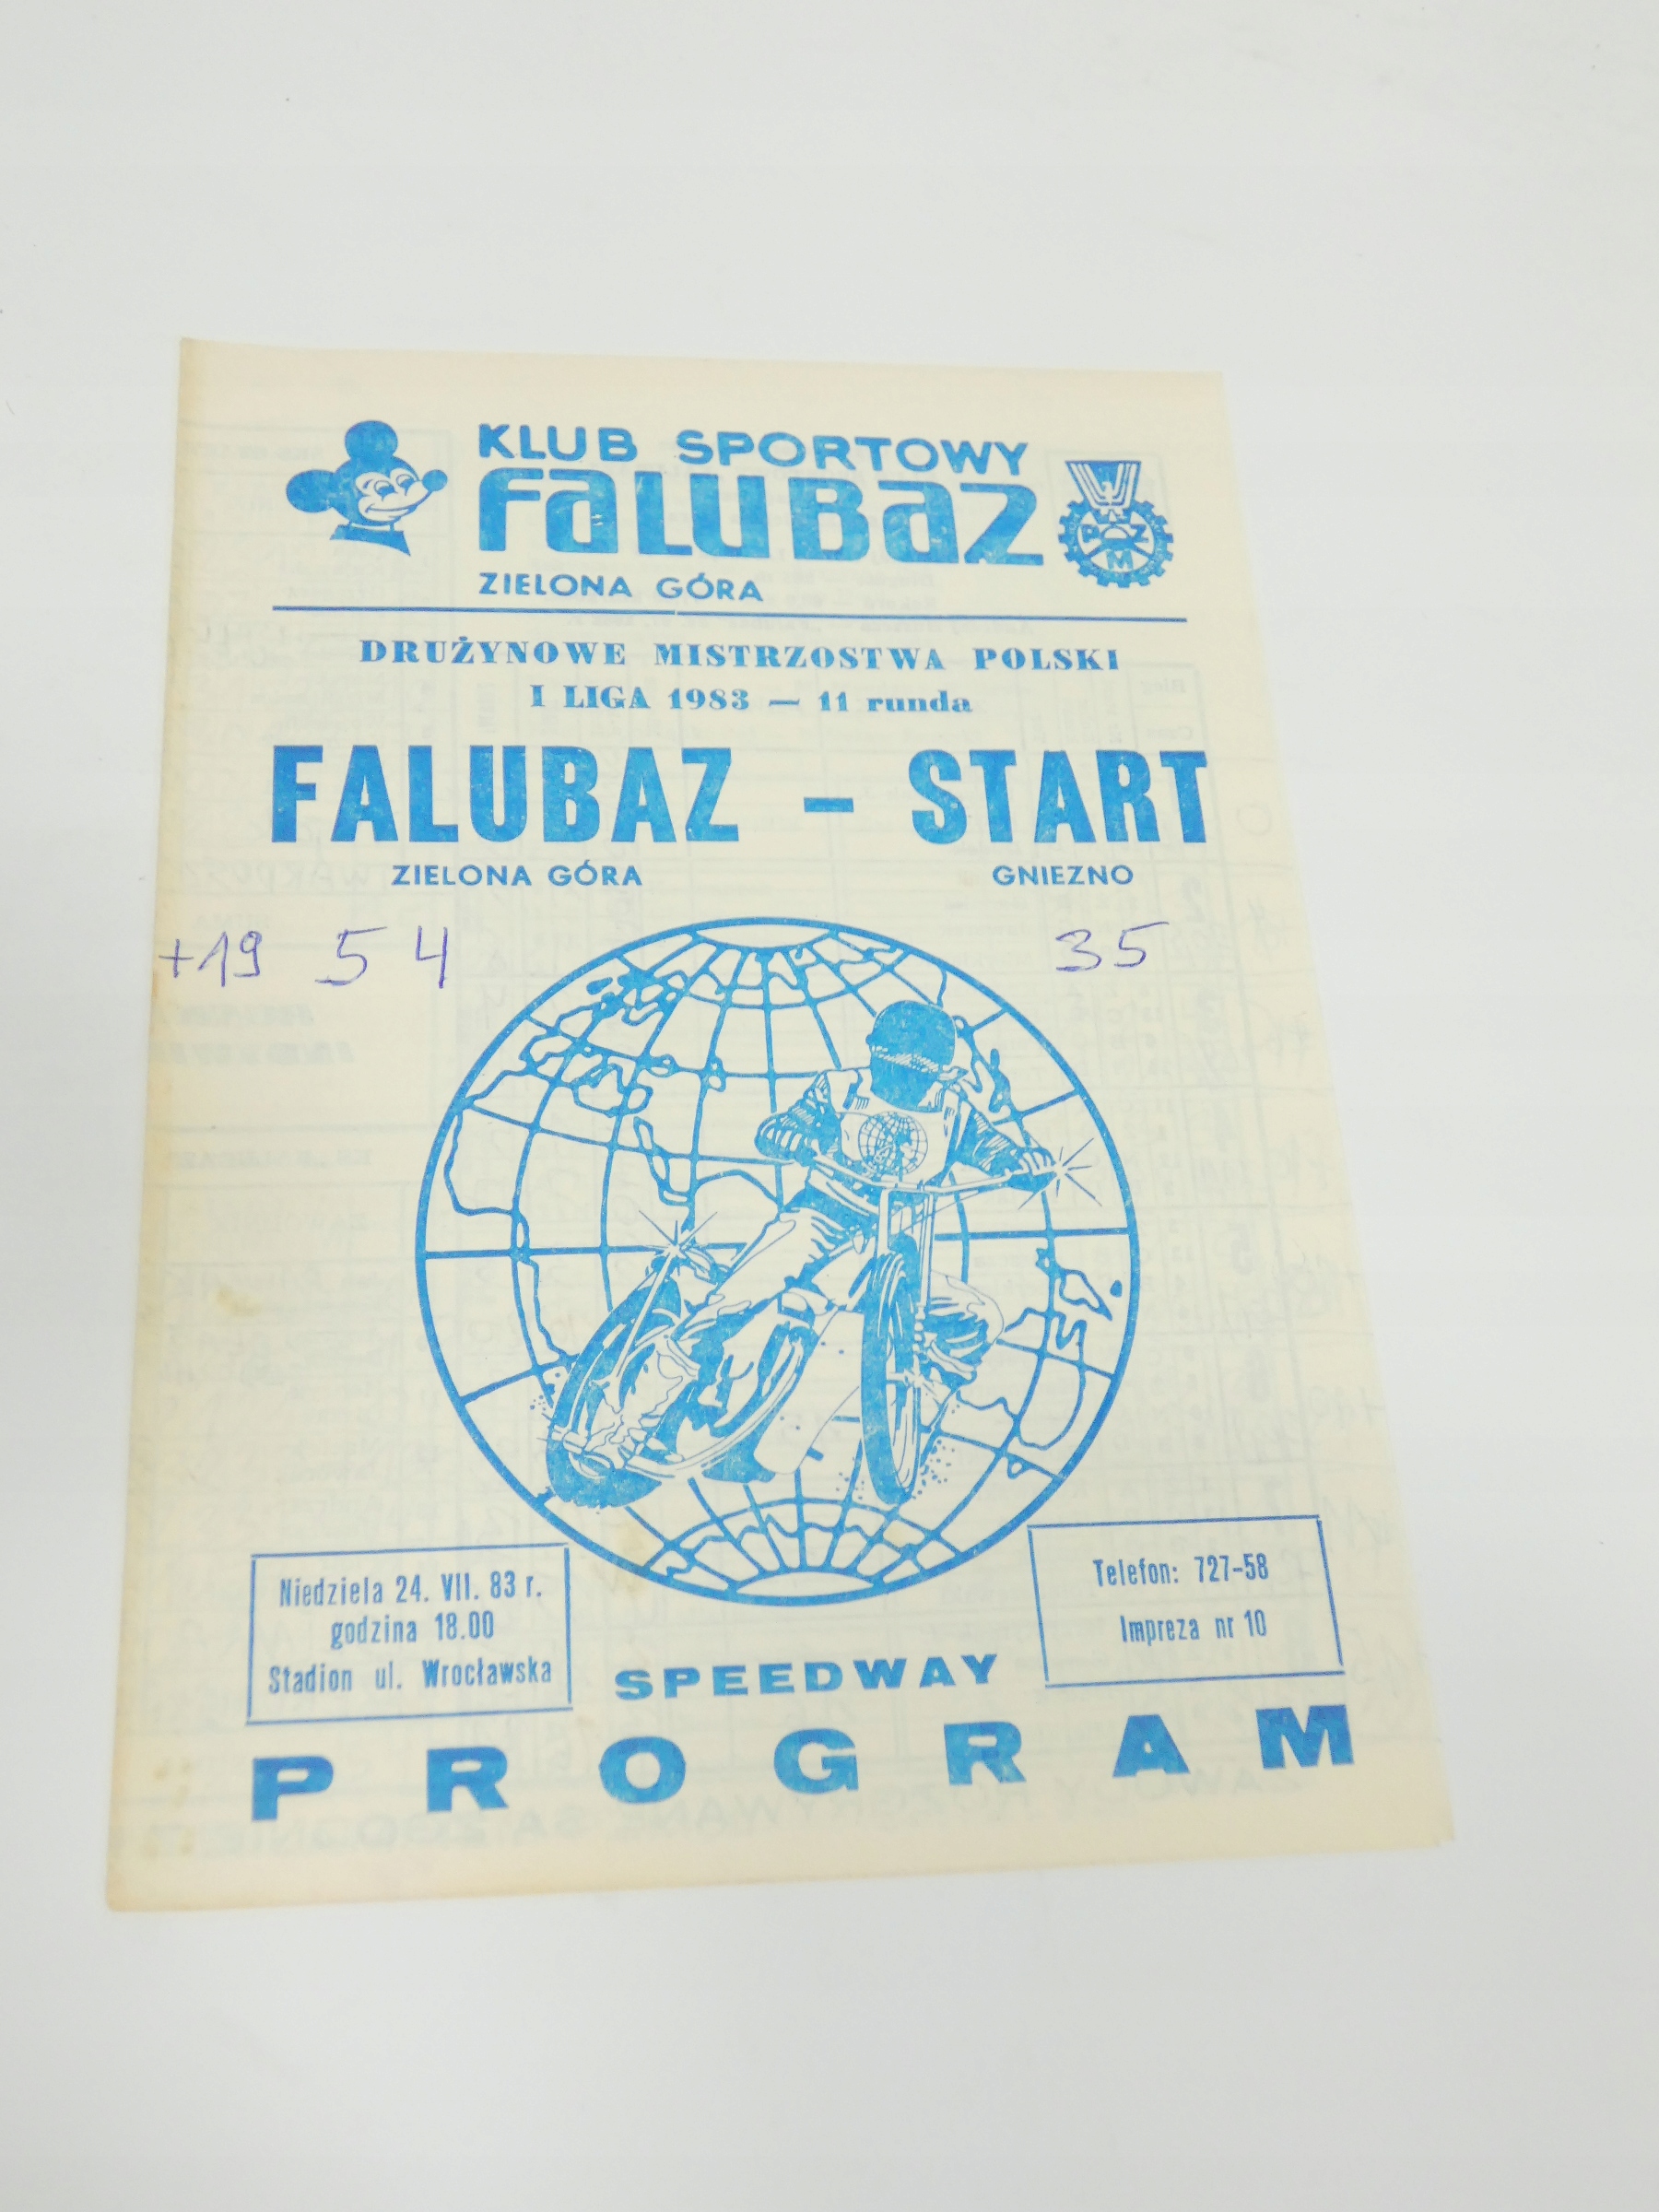 KLUB SPORTOWY
FALUBAZ
ZIELONA GÓRA
PZM
DRUŻYNOWE MISTRZOSTWA POLSKI
I LIGA 1983 — 11 runda
FALUBAZ – START
ZIELONA GÓRA GNIEZNO
+19 54 35
Niedziela 24. VII. 83 r.
godzina 18.00
Stadion ul. Wrocławska
Telefon: 727-58
Impreza nr 10
SPEEDWAY
PROGRAM